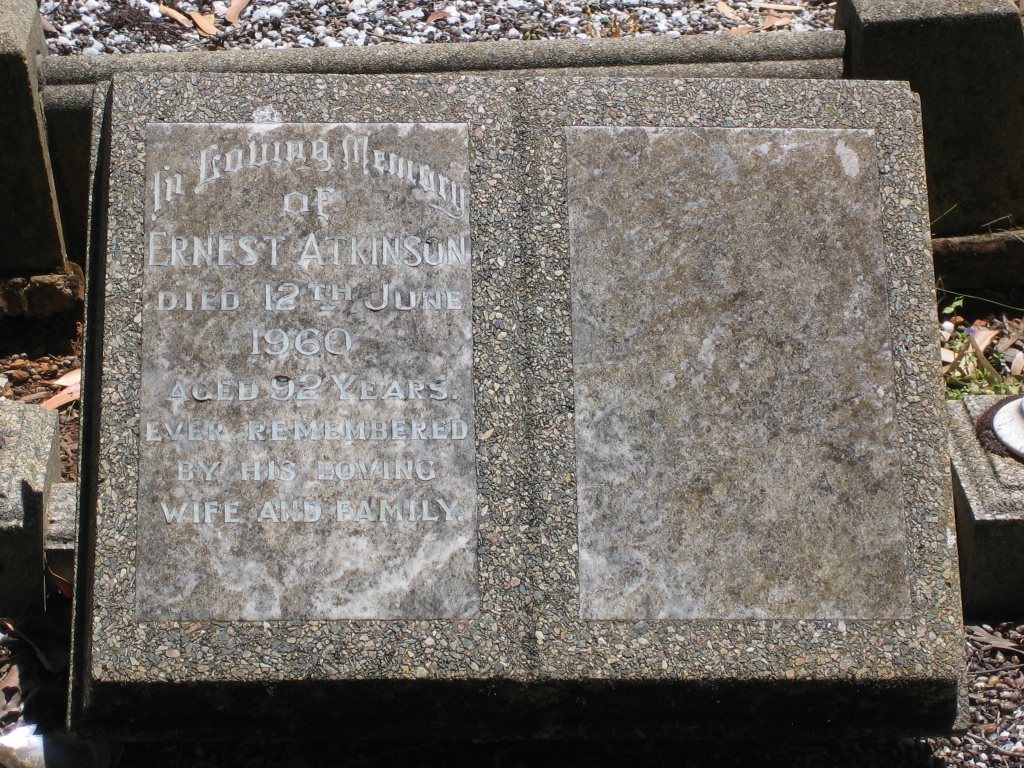 In Loving Memory
of
ERNEST ATKINSON
DIED 12TH JUNE
1960
AGED 92 YEARS.
EVER REMEMBERED
BY HIS LOVING
WIFE AND FAMILY.